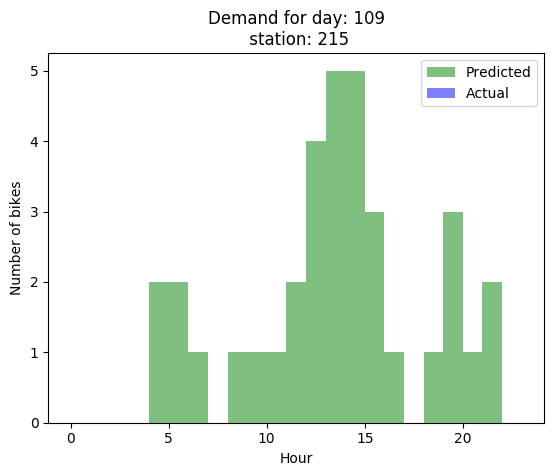 Demand for day: 109
station: 215
Predicted
Actual
Number of bikes
5
4
3
2
1
0
0
5
10
15
20
Hour